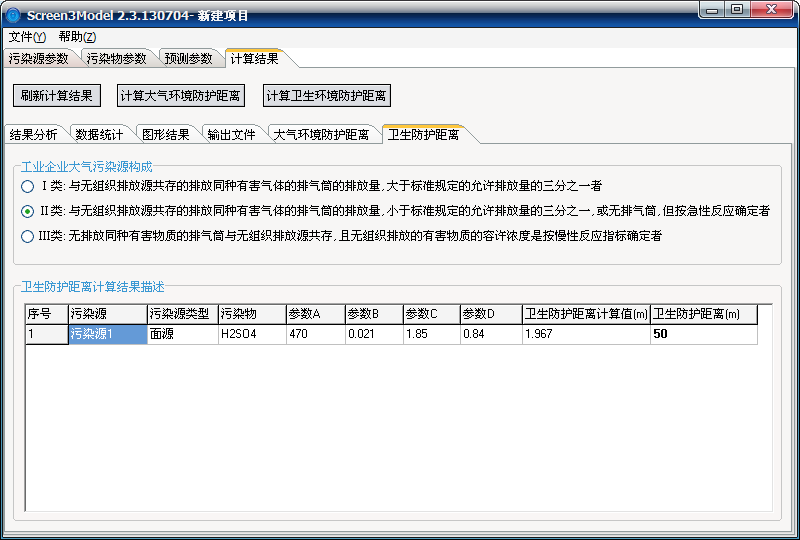 Screen3Model 2.3.130704- 新建项目
文件(Y) 帮助(Z)
污染源参数 污染物参数 预测参数 计算结果
刷新计算结果 计算大气环境防护距离 计算卫生环境防护距离
结果分析 数据统计 图形结果 输出文件 大气环境防护距离 卫生防护距离
工业企业大气污染源构成
I 类: 与无组织排放源共存的排放同种有害气体的排气筒的排放量, 大于标准规定的允许排放量的三分之一者
II类: 与无组织排放源共存的排放同种有害气体的排气筒的排放量, 小于标准规定的允许排放量的三分之一, 或无排气筒, 但按急性反应确定者
III类: 无排放同种有害物质的排气筒与无组织排放源共存, 且无组织排放的有害物质的容许浓度是按慢性反应指标确定者
卫生防护距离计算结果描述
序号 污染源 污染源类型 污染物 参数A 参数B 参数C 参数D 卫生防护距离计算值(m) 卫生防护距离(m)
1 污染源1 面源 H2SO4 470 0.021 1.85 0.84 1.967 50